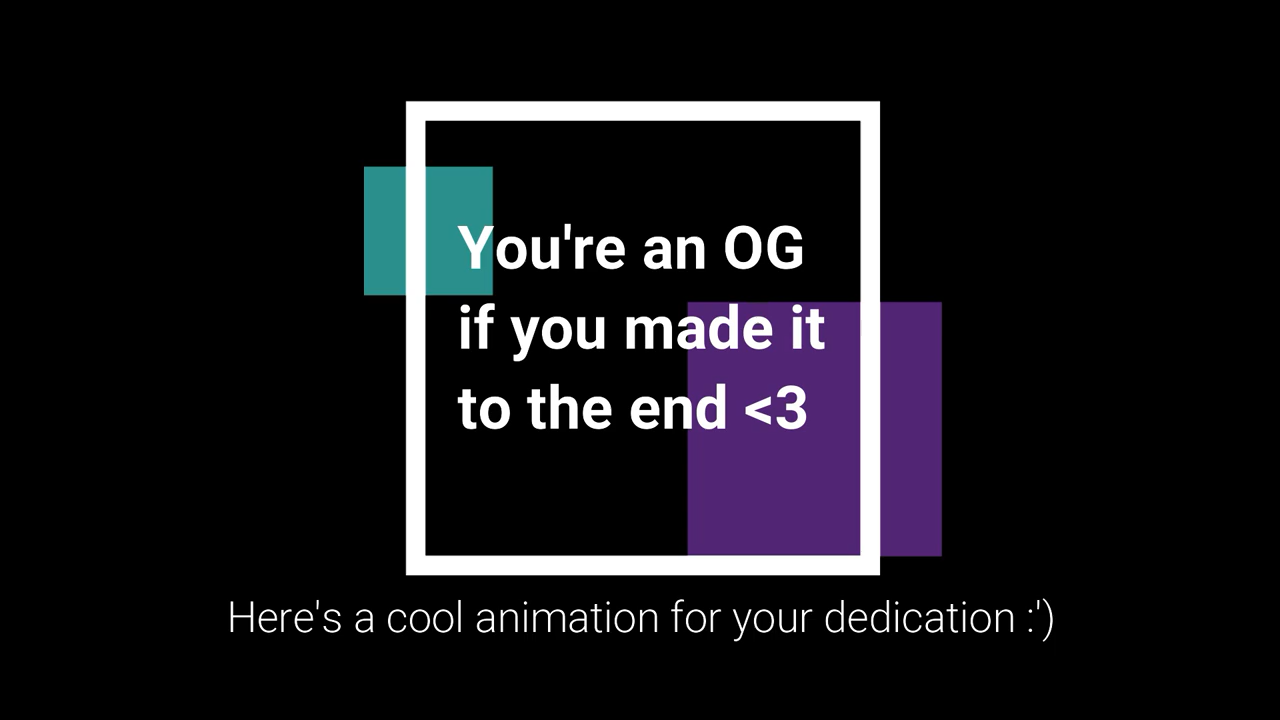 You're an OG
if you made it
to the end <3
Here's a cool animation for your dedication :')